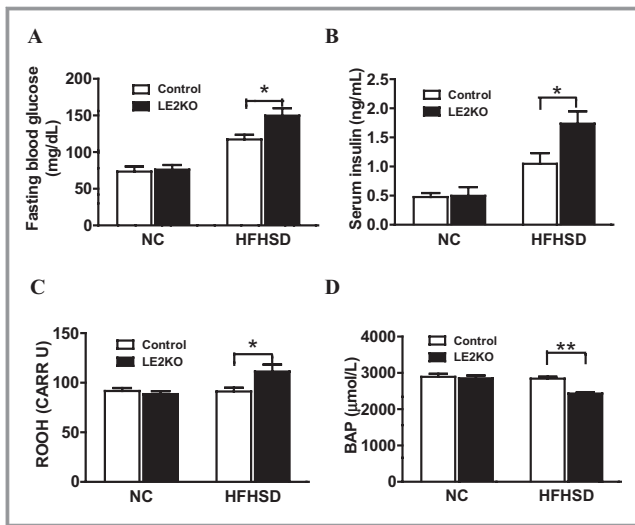 A
Fasting blood glucose
(mg/dL)
200
150
100
50
0
Control
LE2KO
*
NC
HFHSD
B
Serum insulin (ng/mL)
2.5
2.0
1.5
1.0
0.5
0.0
Control
LE2KO
*
NC
HFHSD
C
ROOH (CARR U)
150
100
50
0
Control
LE2KO
*
NC
HFHSD
D
BAP (μmol/L)
4000
3000
2000
1000
0
Control
LE2KO
**
NC
HFHSD